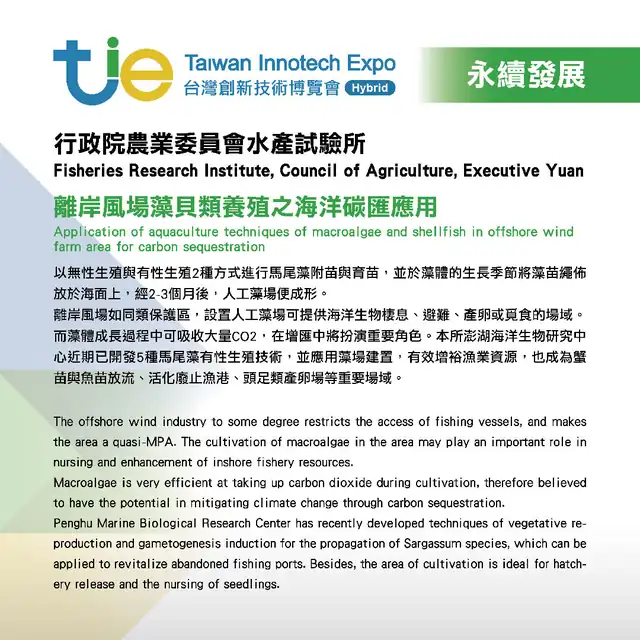 tie
Taiwan Innotech Expo
台灣創新技術博覽會 Hybrid
永續發展
行政院農業委員會水產試驗所
Fisheries Research Institute, Council of Agriculture, Executive Yuan
離岸風場藻貝類養殖之海洋碳匯應用
Application of aquaculture techniques of macroalgae and shellfish in offshore wind
farm area for carbon sequestration
以無性生殖與有性生殖2種方式進行馬尾藻附苗與育苗，並於藻體的生長季節將藻苗繩佈
放於海面上，經2-3個月後，人工藻場便成形。
離岸風場如同類保護區，設置人工藻場可提供海洋生物棲息、避難、產卵或覓食的場域。
而藻體成長過程中可吸收大量CO2，在增匯中將扮演重要角色。本所澎湖海洋生物研究中
心近期已開發5種馬尾藻有性生殖技術，並應用藻場建置，有效增裕漁業資源，也成為蟹
苗與魚苗放流、活化廢止漁港、頭足類產卵場等重要場域。
The offshore wind industry to some degree restricts the access of fishing vessels, and makes
the area a quasi-MPA. The cultivation of macroalgae in the area may play an important role in
nursing and enhancement of inshore fishery resources.
Macroalgae is very efficient at taking up carbon dioxide during cultivation, therefore believed
to have the potential in mitigating climate change through carbon sequestration.
Penghu Marine Biological Research Center has recently developed techniques of vegetative re-
production and gametogenesis induction for the propagation of Sargassum species, which can be
applied to revitalize abandoned fishing ports. Besides, the area of cultivation is ideal for hatch-
ery release and the nursing of seedlings.